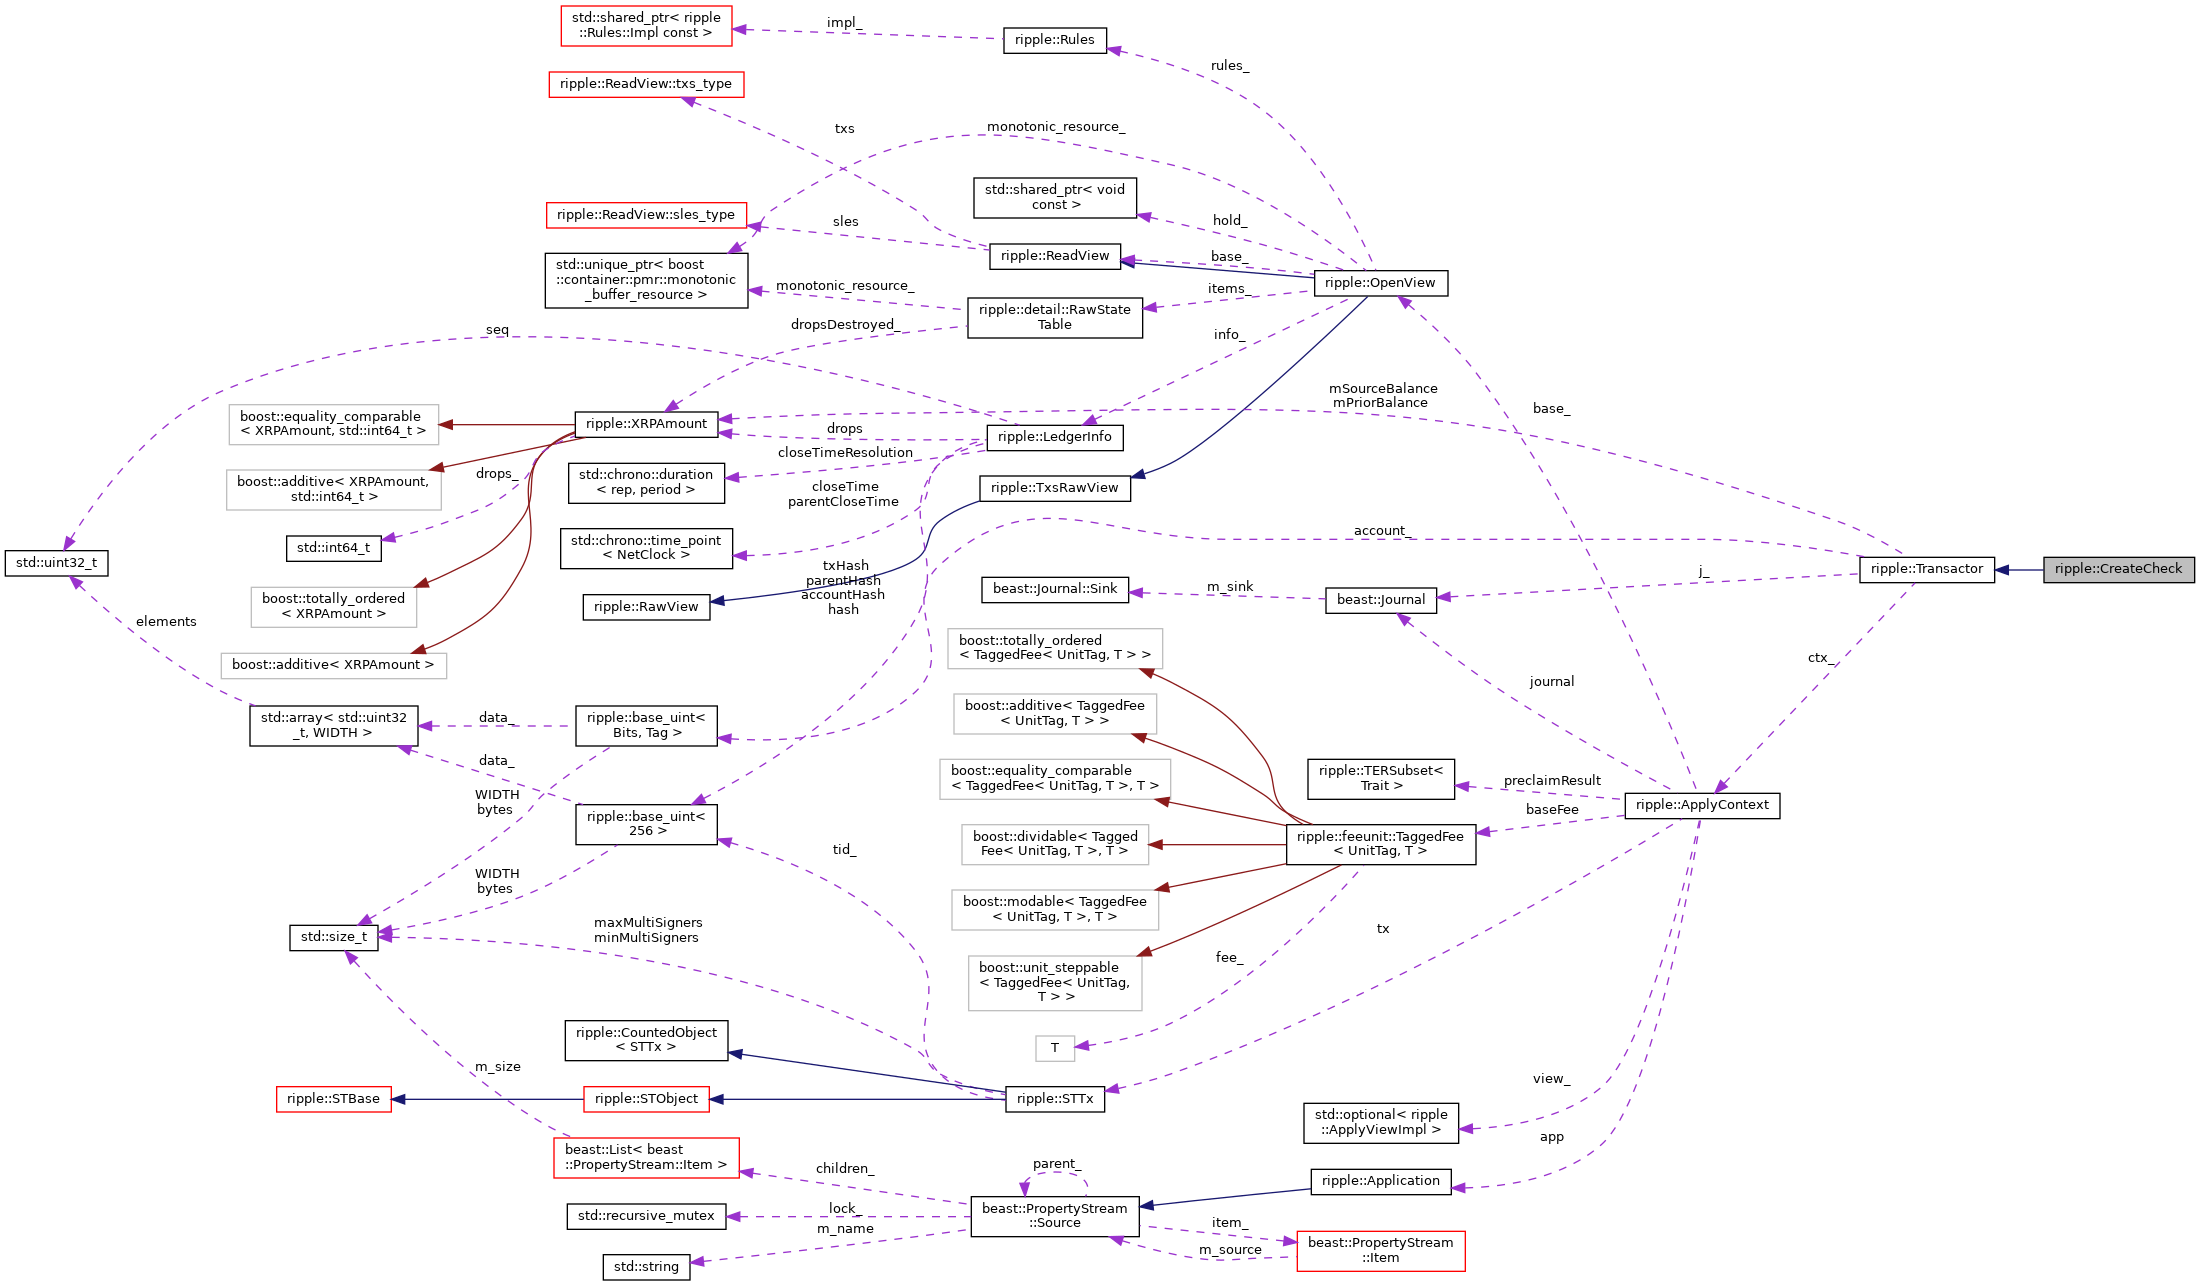 std::shared_ptr< ripple
::Rules::Impl const >
impl_
ripple::Rules
rules_
ripple::ReadView::txs_type
txs
monotonic_resource_
std::shared_ptr< void
const >
hold_
ripple::ReadView::sles_type
sles
ripple::ReadView
base_
std::unique_ptr< boost
::container::pmr::monotonic
_buffer_resource >
monotonic_resource_
ripple::detail::RawState
Table
items_
ripple::OpenView
dropsDestroyed_
info_
seq
mSourceBalance
mPriorBalance
base_
boost::equality_comparable
< XRPAmount, std::int64_t >
ripple::XRPAmount
drops
ripple::LedgerInfo
closeTimeResolution
boost::additive< XRPAmount,
std::int64_t >
drops_
std::chrono::duration
< rep, period >
closeTime
parentCloseTime
ripple::TxsRawView
std::int64_t
std::chrono::time_point
< NetClock >
account_
std::uint32_t
txHash
parentHash
accountHash
hash
ripple::Transactor
ripple::CreateCheck
j_
boost::totally_ordered
< XRPAmount >
ripple::RawView
beast::Journal::Sink
m_sink
beast::Journal
elements
boost::additive< XRPAmount >
boost::totally_ordered
< TaggedFee< UnitTag, T > >
ctx_
journal
std::array< std::uint32
_t, WIDTH >
data_
ripple::base_uint<
Bits, Tag >
boost::additive< TaggedFee
< UnitTag, T > >
data_
boost::equality_comparable
< TaggedFee< UnitTag, T >, T >
ripple::TERSubset<
Trait >
preclaimResult
WIDTH
bytes
ripple::base_uint<
256 >
baseFee
ripple::ApplyContext
tid_
boost::dividable< Tagged
Fee< UnitTag, T >, T >
ripple::feeunit::TaggedFee
< UnitTag, T >
WIDTH
bytes
boost::modable< TaggedFee
< UnitTag, T >, T >
std::size_t
maxMultiSigners
minMultiSigners
tx
fee_
boost::unit_steppable
< TaggedFee< UnitTag,
T > >
ripple::CountedObject
< STTx >
T
m_size
view_
ripple::STBase
ripple::STObject
ripple::STTx
std::optional< ripple
::ApplyViewImpl >
app
beast::List< beast
::PropertyStream::Item >
children_
parent_
ripple::Application
std::recursive_mutex
lock_
m_name
beast::PropertyStream
::Source
item_
m_source
beast::PropertyStream
::Item
std::string